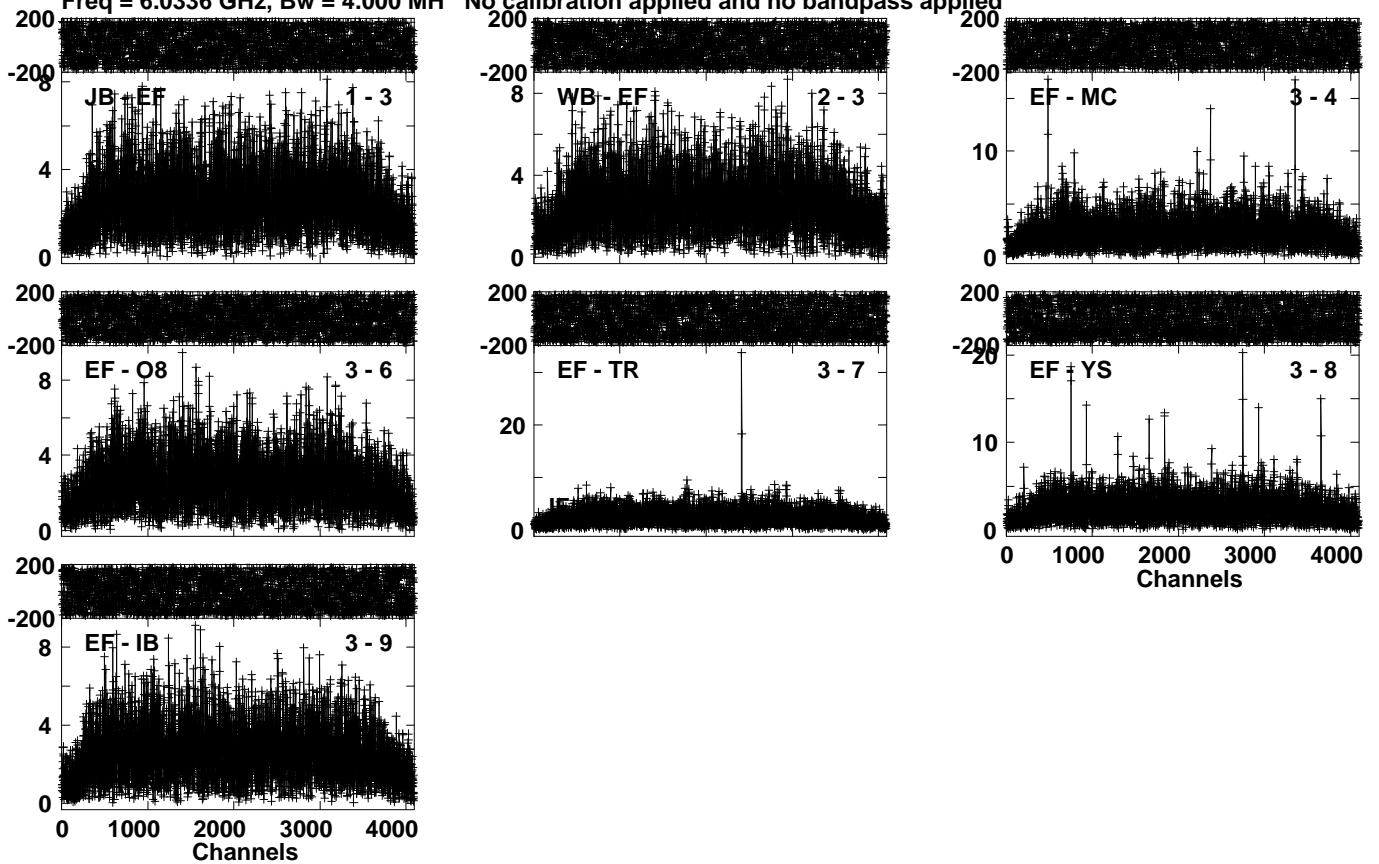 Freq = 6.0336 GHz, Bw = 4.000 MH No calibration applied and no bandpass applied
200
-200
8
4
0
JB - EF 1 - 3
200
-200
8
4
0
WB - EF 2 - 3
200
-200
10
0
EF - MC 3 - 4
200
-200
8
4
0
EF - O8 3 - 6
200
-200
20
0
EF - TR 3 - 7
IF
200
-200
20
10
0
EF - YS 3 - 8
0 1000 2000 3000 4000
Channels
200
-200
8
4
0
EF - IB 3 - 9
0 1000 2000 3000 4000
Channels